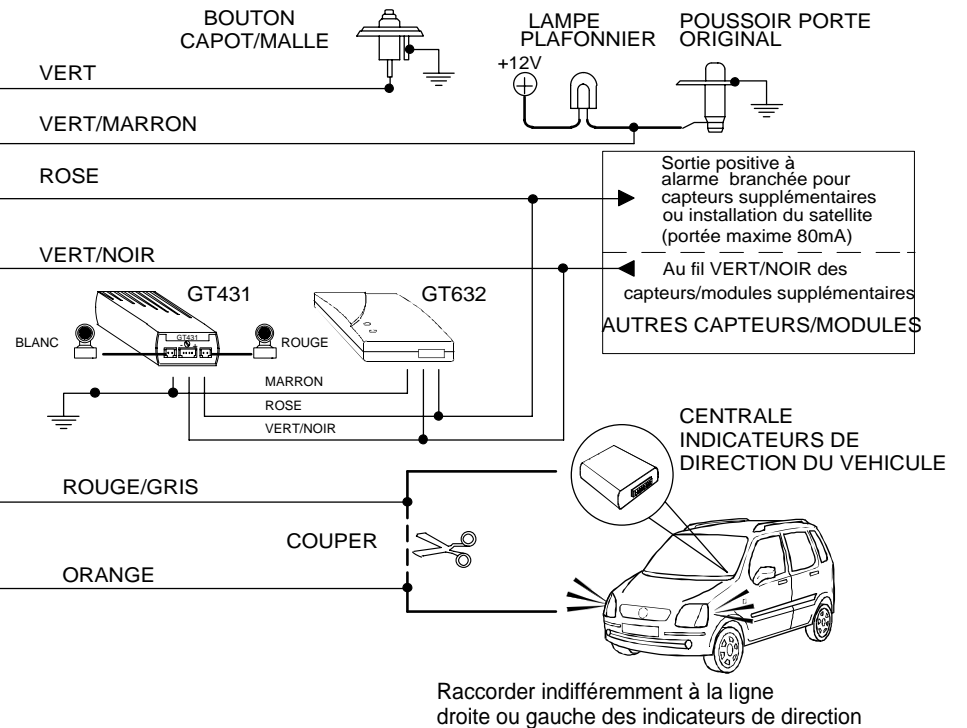 BOUTON
CAPOT/MALLE
LAMPE
PLAFONNIER
POUSSOIR PORTE
ORIGINAL
+12V
VERT
VERT/MARRON
ROSE
Sortie positive à
alarme branchée pour
capteurs supplémentaires
ou installation du satellite
(portée maxime 80mA)
VERT/NOIR
Au fil VERT/NOIR des
capteurs/modules supplémentaires
AUTRES CAPTEURS/MODULES
GT431
GT632
GT431
BLANC
ROUGE
MARRON
ROSE
VERT/NOIR
CENTRALE
INDICATEURS DE
DIRECTION DU VEHICULE
ROUGE/GRIS
COUPER
ORANGE
Raccorder indifféremment à la ligne
droite ou gauche des indicateurs de direction